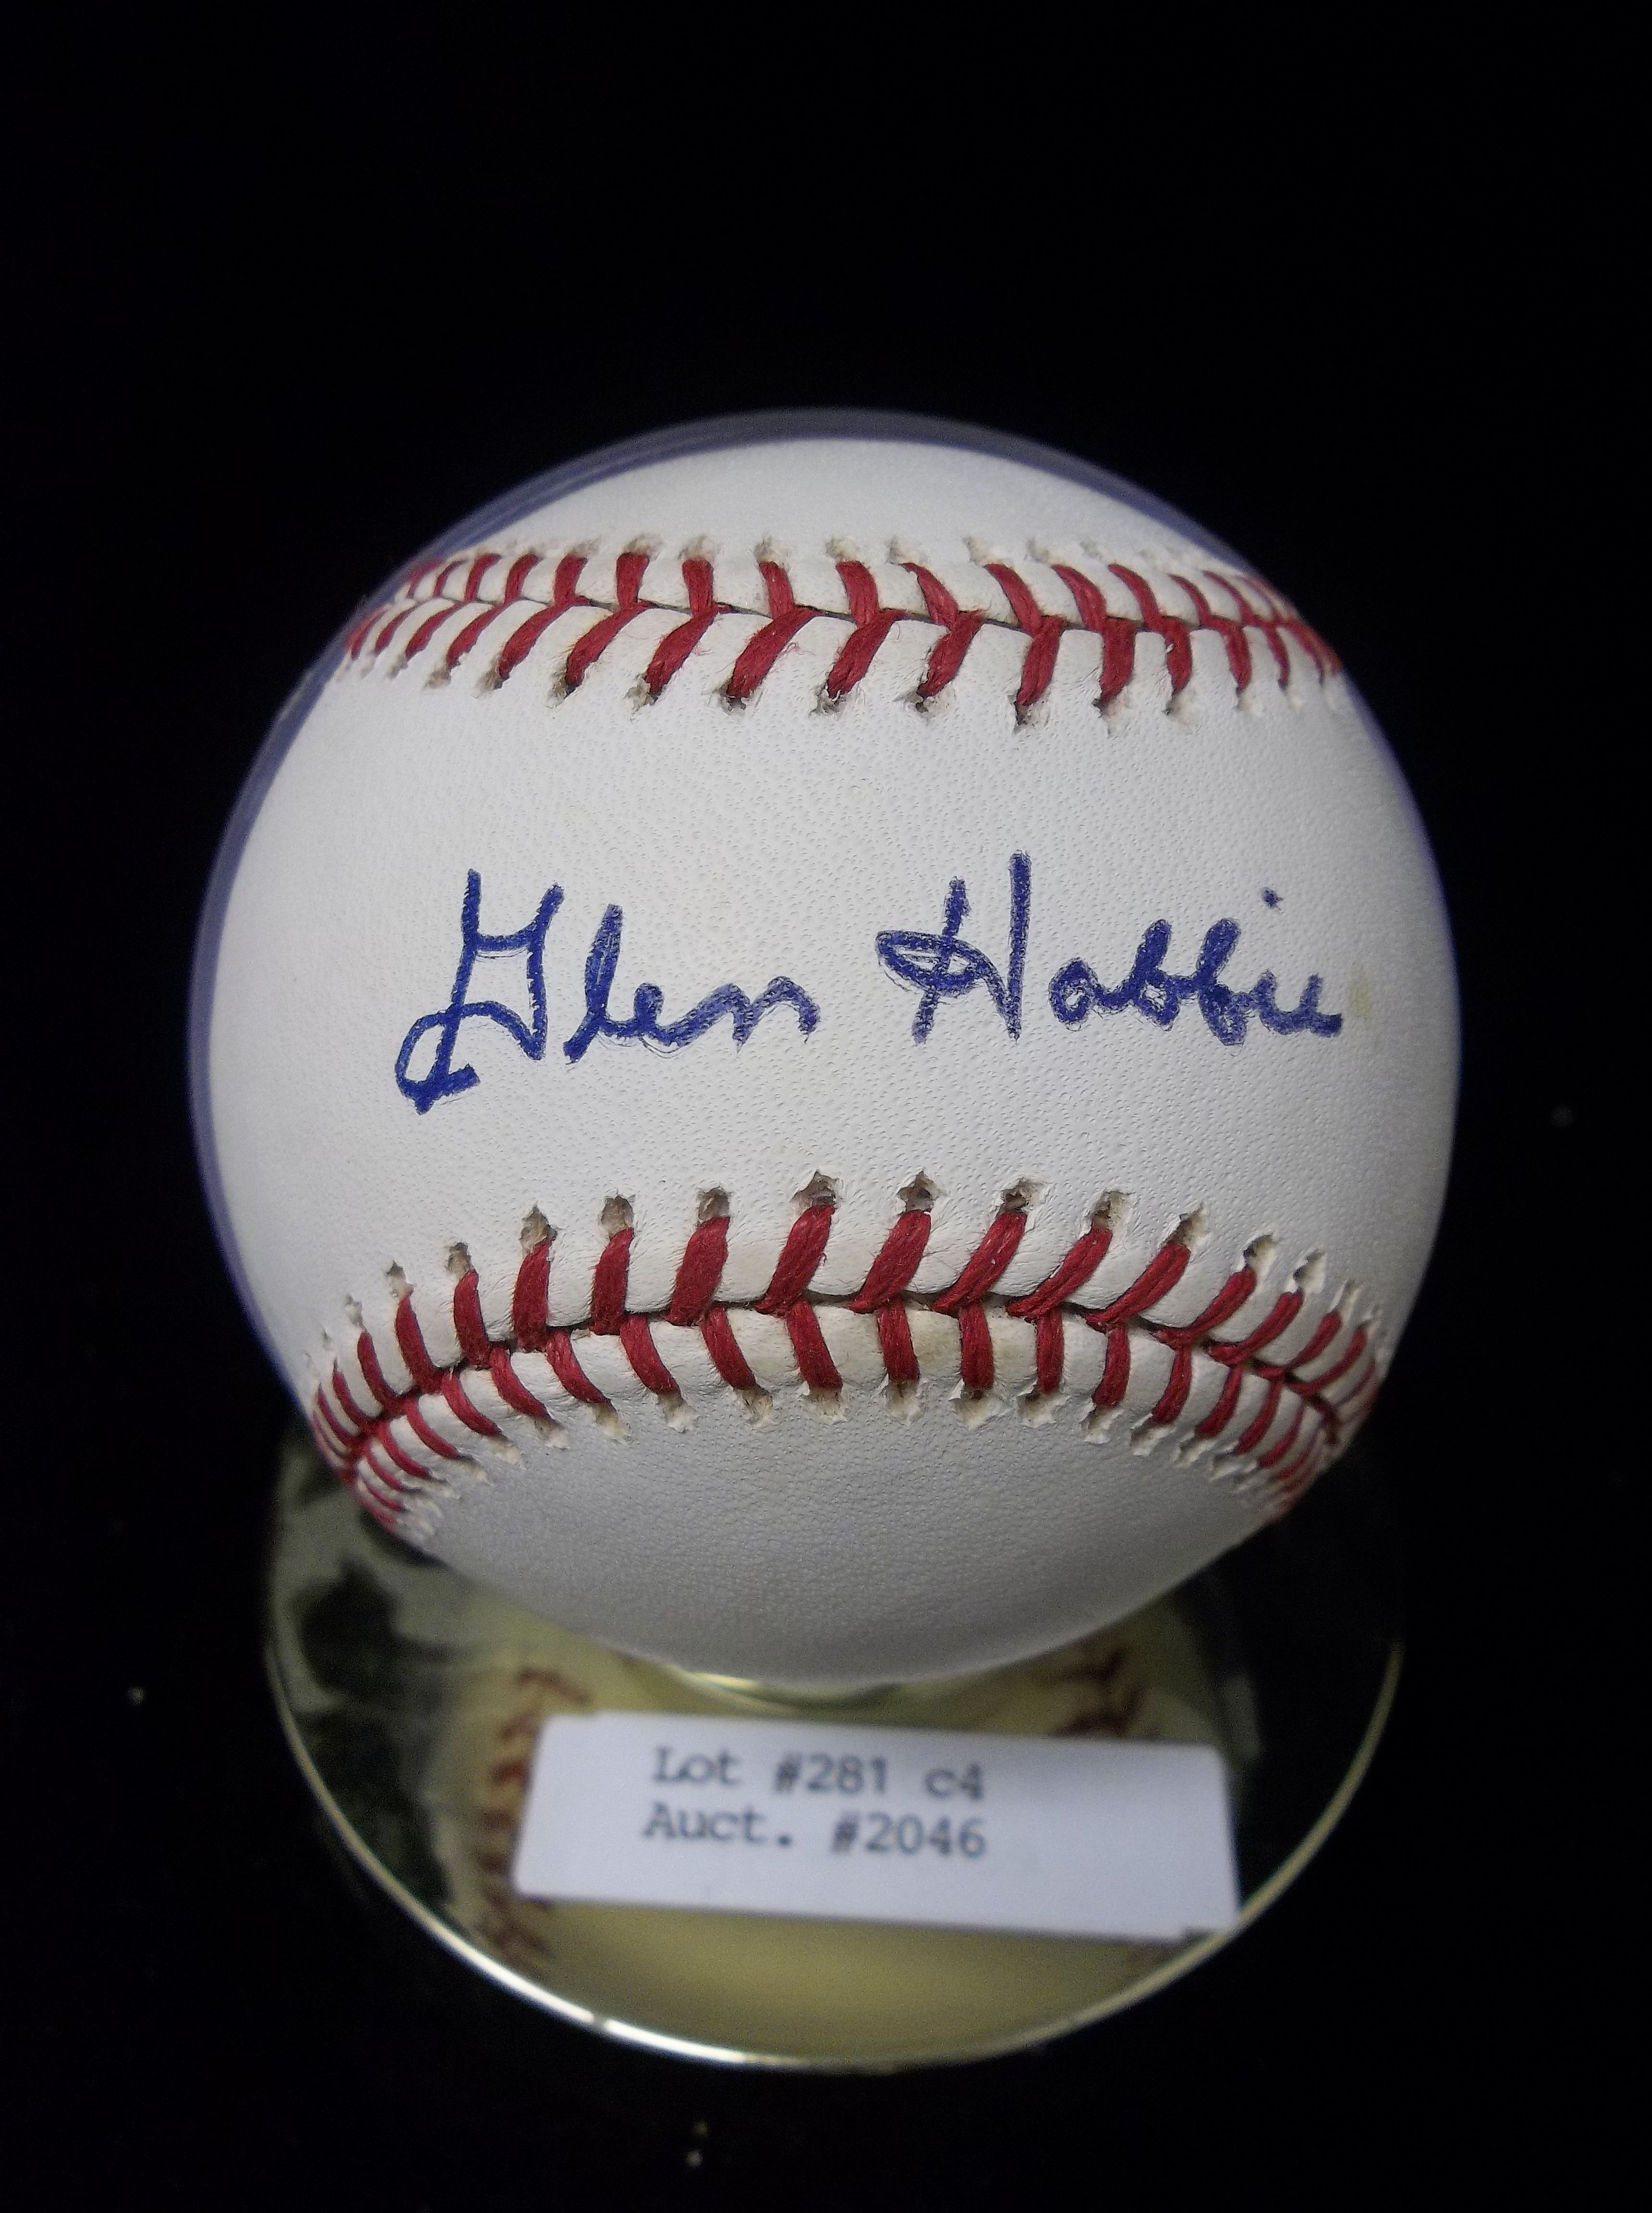 Glen Hobbie
Lot #281 c4
Auct. #2046